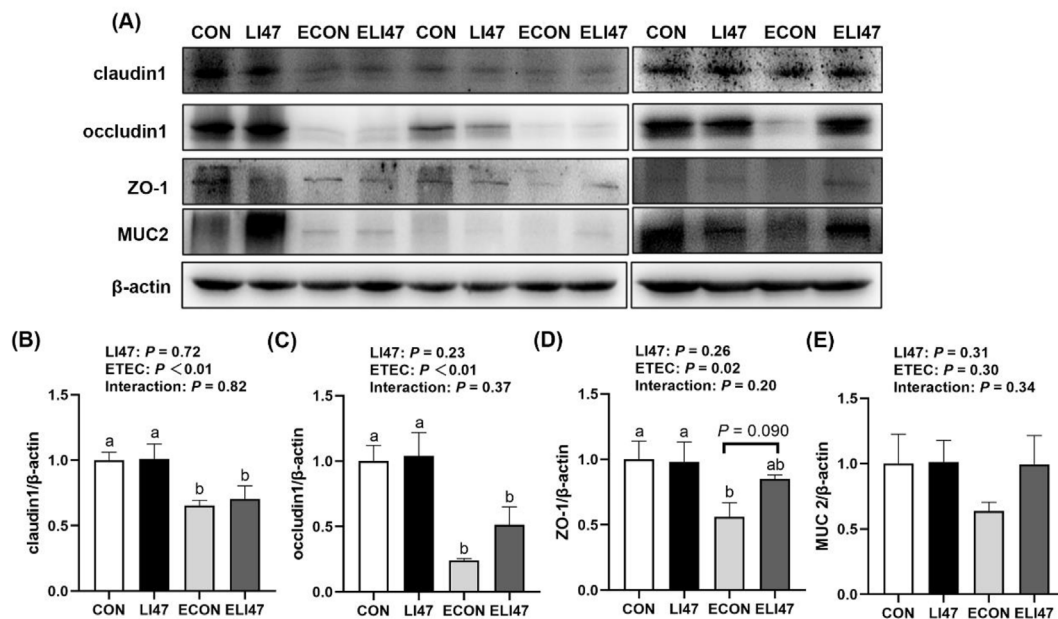 (A)
CON LI47 ECON ELI47 CON LI47 ECON ELI47 CON LI47 ECON ELI47
claudin1
occludin1
ZO-1
MUC2
β-actin
(B)
LI47: P = 0.72
ETEC: P < 0.01
Interaction: P = 0.82
claudin1/β-actin
1.5
1.0
0.5
0.0
a a b b
CON LI47 ECON ELI47
(C)
LI47: P = 0.23
ETEC: P < 0.01
Interaction: P = 0.37
occludin1/β-actin
1.5
1.0
0.5
0.0
a a b b
CON LI47 ECON ELI47
(D)
LI47: P = 0.26
ETEC: P = 0.02
Interaction: P = 0.20
ZO-1/β-actin
1.5
1.0
0.5
0.0
P = 0.090
a a b ab
CON LI47 ECON ELI47
(E)
LI47: P = 0.31
ETEC: P = 0.30
Interaction: P = 0.34
MUC 2/β-actin
1.5
1.0
0.5
0.0
CON LI47 ECON ELI47